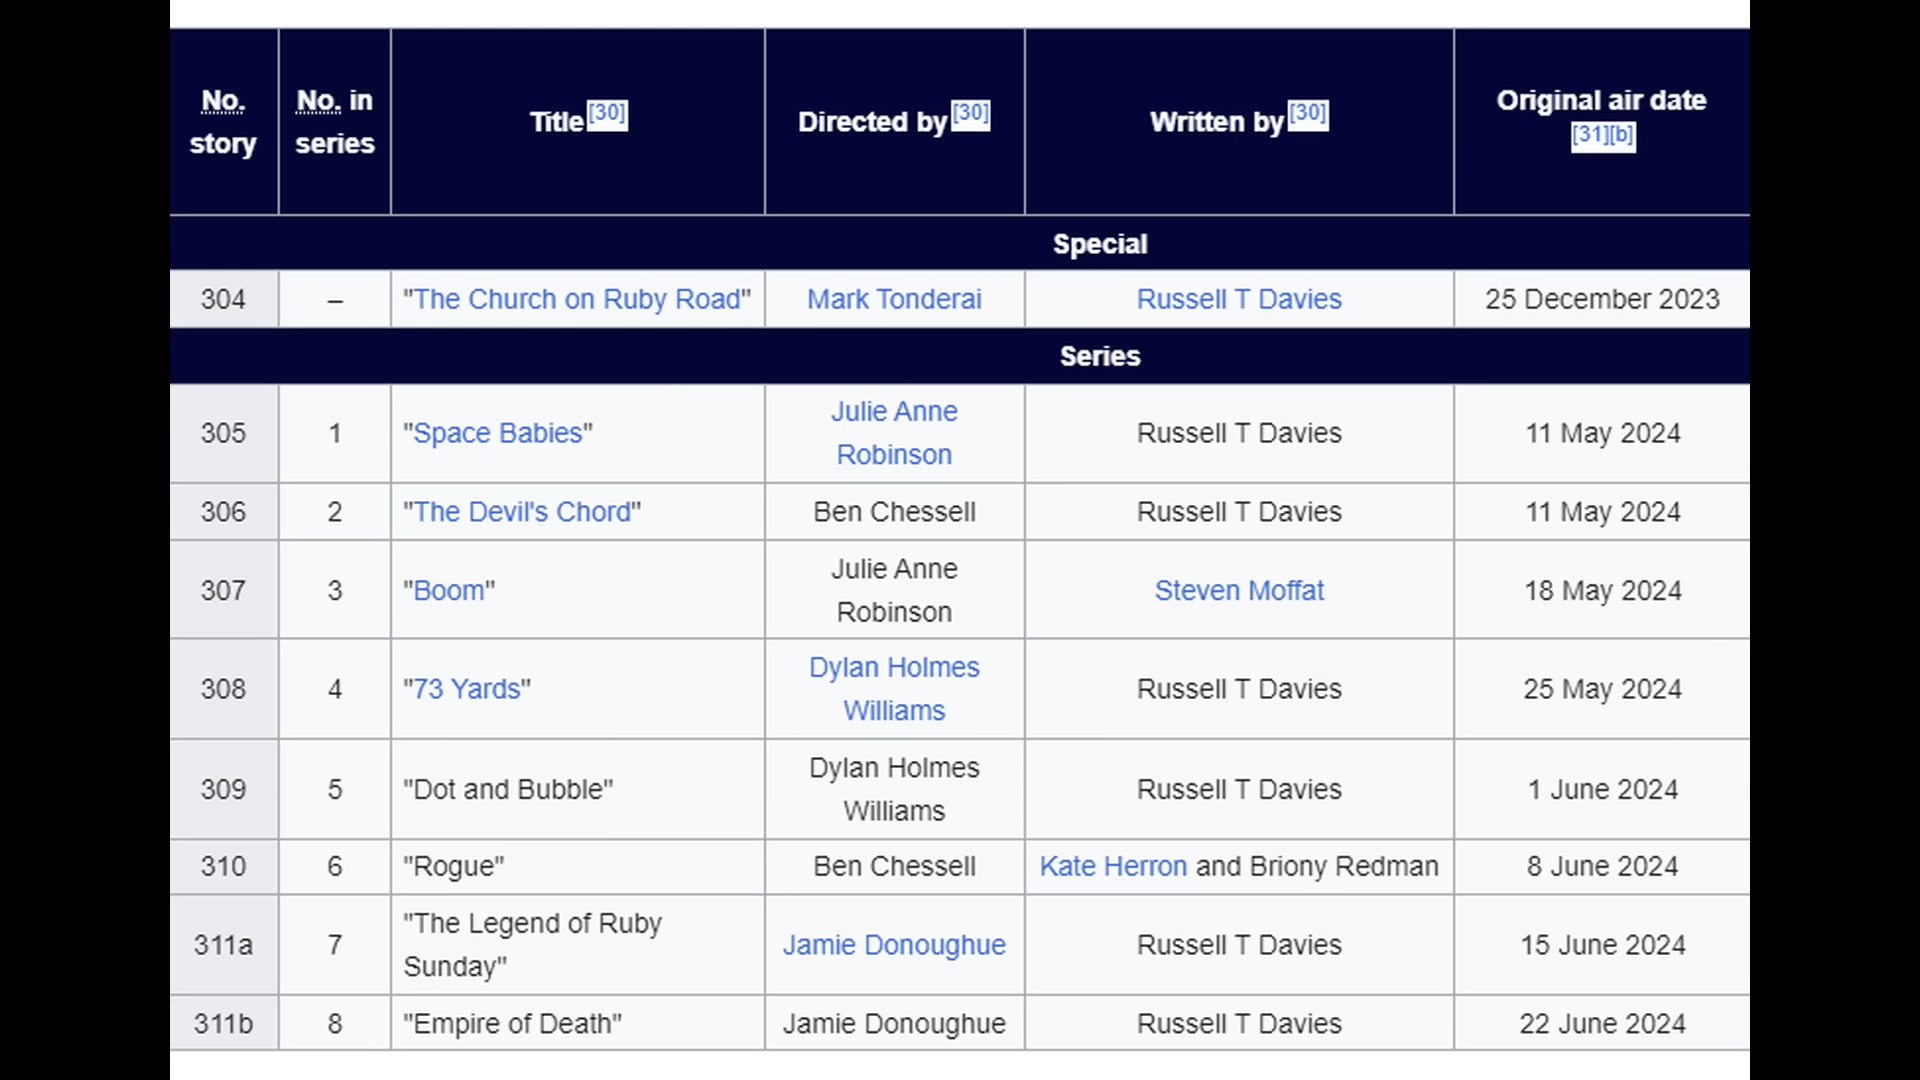 No. story No. in series Title[30] Directed by[30] Written by[30] Original air date [31][b]
Special
304 – "The Church on Ruby Road" Mark Tonderai Russell T Davies 25 December 2023
Series
305 1 "Space Babies" Julie Anne Robinson Russell T Davies 11 May 2024
306 2 "The Devil's Chord" Ben Chessell Russell T Davies 11 May 2024
307 3 "Boom" Julie Anne Robinson Steven Moffat 18 May 2024
308 4 "73 Yards" Dylan Holmes Williams Russell T Davies 25 May 2024
309 5 "Dot and Bubble" Dylan Holmes Williams Russell T Davies 1 June 2024
310 6 "Rogue" Ben Chessell Kate Herron and Briony Redman 8 June 2024
311a 7 "The Legend of Ruby Sunday" Jamie Donoughue Russell T Davies 15 June 2024
311b 8 "Empire of Death" Jamie Donoughue Russell T Davies 22 June 2024